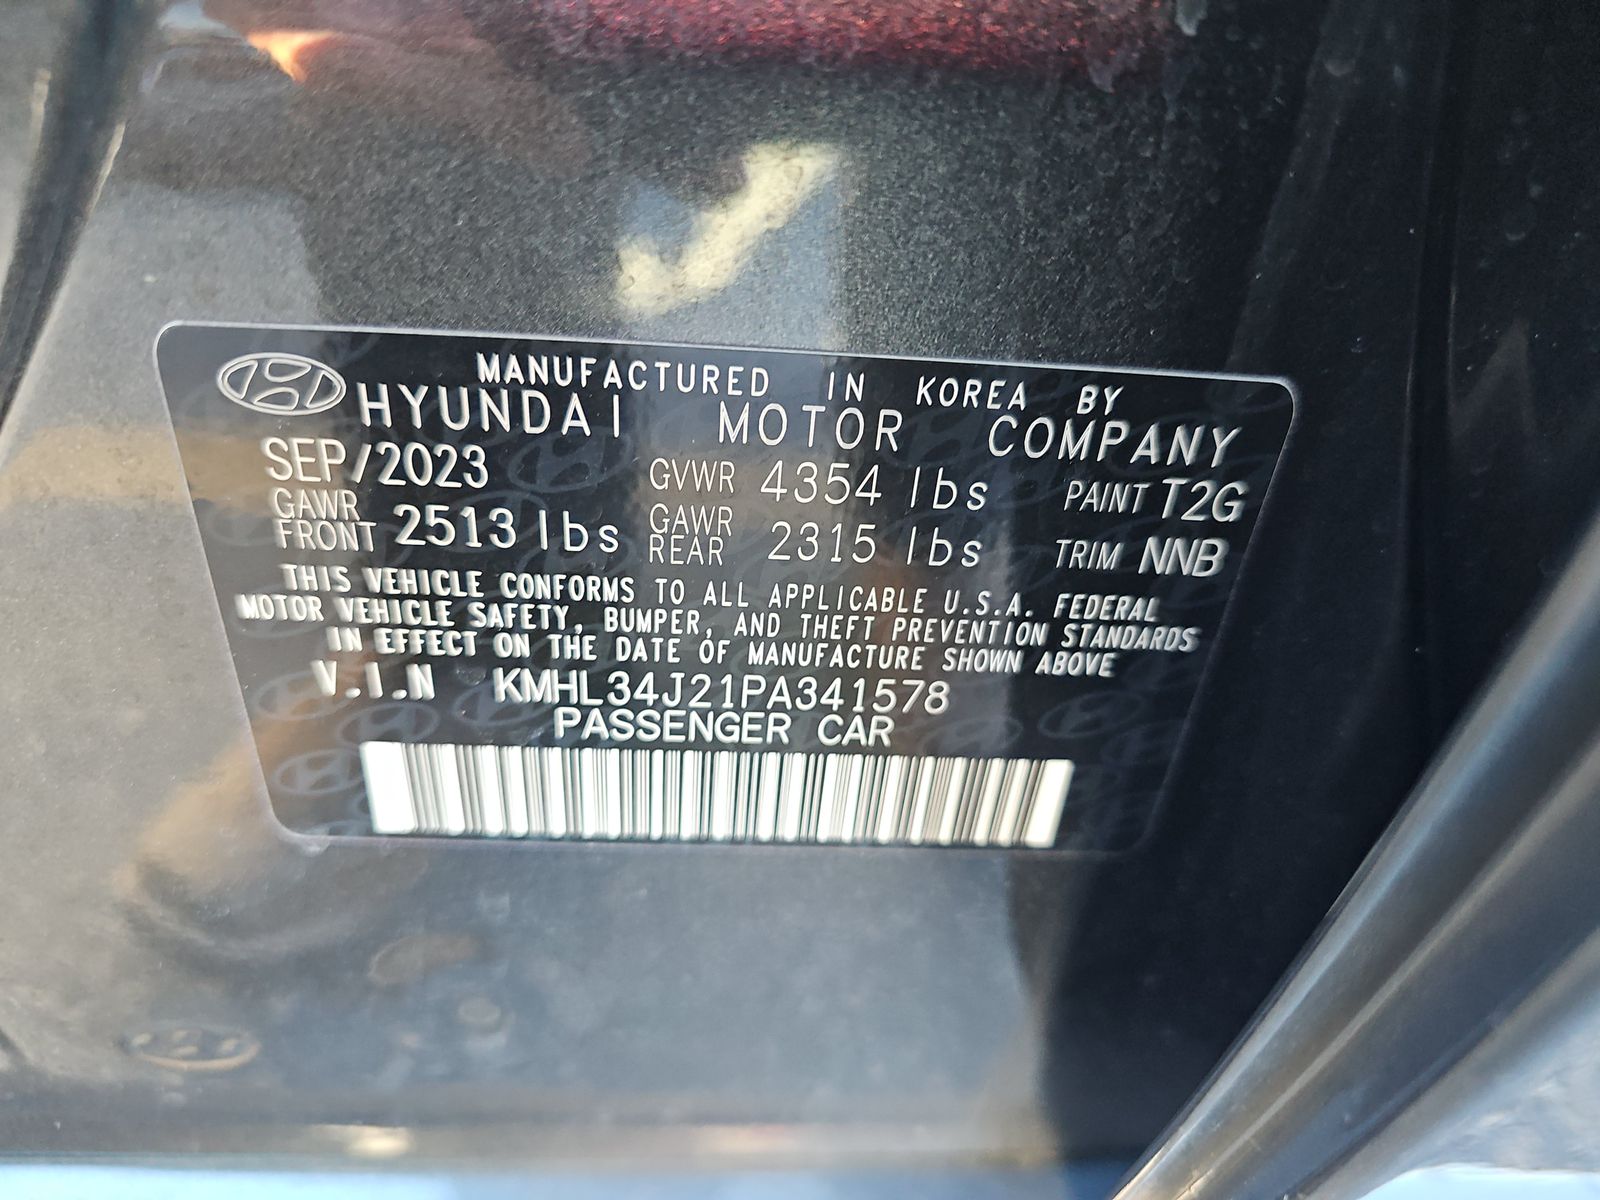 MANUFACTURED IN KOREA BY
HYUNDAI MOTOR COMPANY
SEP/2023 GVWR 4354 lbs PAINT T2G
GAWR FRONT 2513 lbs GAWR REAR 2315 lbs TRIM NNB
THIS VEHICLE CONFORMS TO ALL APPLICABLE U.S.A. FEDERAL
MOTOR VEHICLE SAFETY, BUMPER, AND THEFT PREVENTION STANDARDS
IN EFFECT ON THE DATE OF MANUFACTURE SHOWN ABOVE
V.I.N KMHL34J21PA341578
PASSENGER CAR